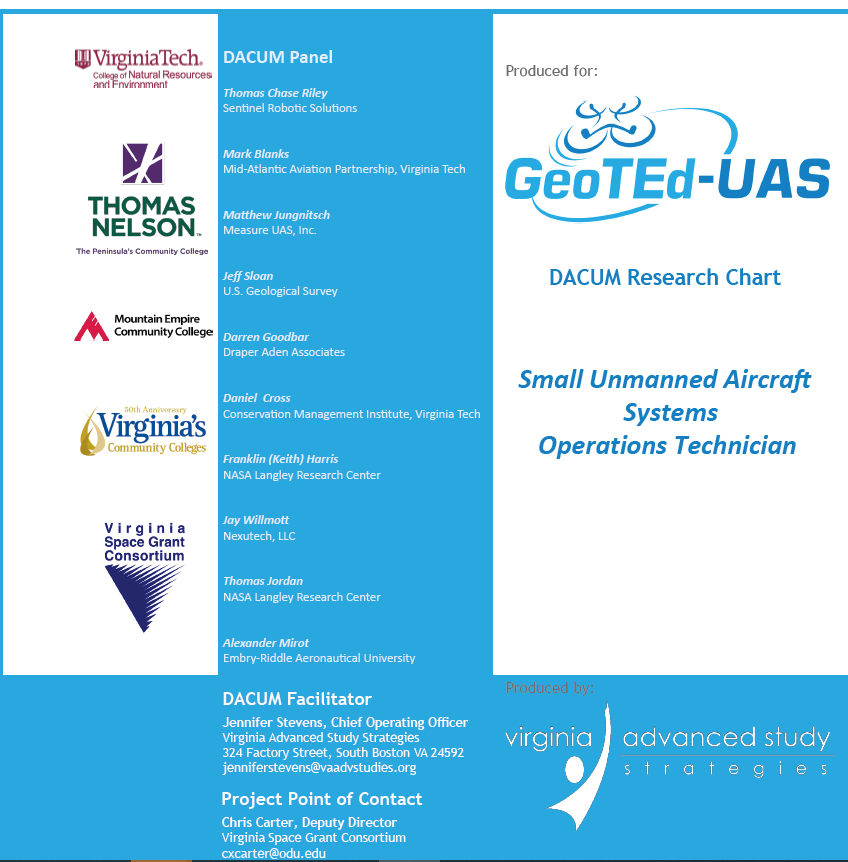 VirginiaTech®
College of Natural Resources
and Environment
THOMAS
NELSON™
The Peninsula's Community College
Mountain Empire
Community College
50th Anniversary
Virginia's
Community Colleges
Virginia
Space Grant
Consortium
DACUM Panel
Thomas Chase Riley
Sentinel Robotic Solutions
Mark Blanks
Mid-Atlantic Aviation Partnership, Virginia Tech
Matthew Jungnitsch
Measure UAS, Inc.
Jeff Sloan
U.S. Geological Survey
Darren Goodbar
Draper Aden Associates
Daniel Cross
Conservation Management Institute, Virginia Tech
Franklin (Keith) Harris
NASA Langley Research Center
Jay Willmott
Nexutech, LLC
Thomas Jordan
NASA Langley Research Center
Alexander Mirot
Embry-Riddle Aeronautical University
DACUM Facilitator
Jennifer Stevens, Chief Operating Officer
Virginia Advanced Study Strategies
324 Factory Street, South Boston VA 24592
jenniferstevens@vaadvstudies.org
Project Point of Contact
Chris Carter, Deputy Director
Virginia Space Grant Consortium
cxcarter@odu.edu
Produced for:
GeoTEd-UAS
DACUM Research Chart
Small Unmanned Aircraft
Systems
Operations Technician
Produced by:
virginia advanced study
strategies